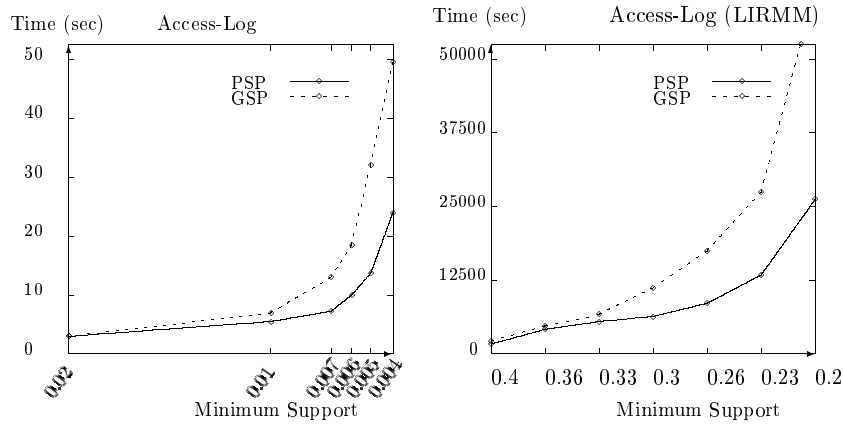 Time (sec)
Access-Log
50
40
30
20
10
0
PSP
GSP
0.02
0.01
0.007
0.006
0.005
0.004
Minimum Support
Time (sec)
Access-Log (LIRMM)
50000
37500
25000
12500
0
PSP
GSP
0.4
0.36
0.33
0.3
0.26
0.23
0.2
Minimum Support